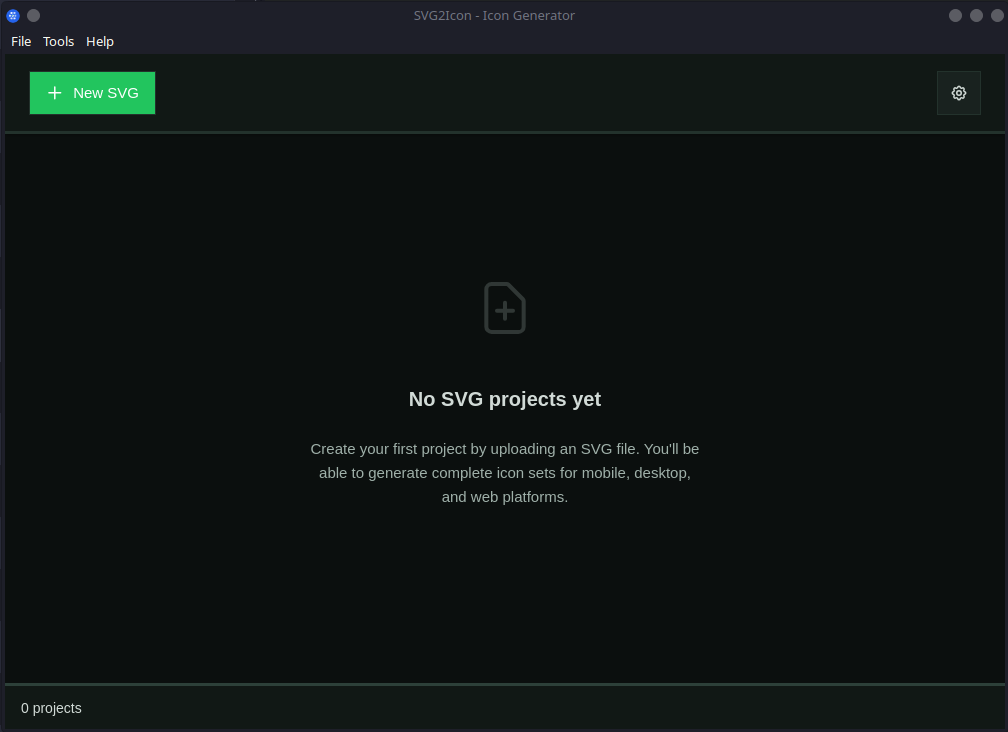 SVG2Icon - Icon Generator
File Tools Help
New SVG
No SVG projects yet
Create your first project by uploading an SVG file. You'll be
able to generate complete icon sets for mobile, desktop,
and web platforms.
0 projects